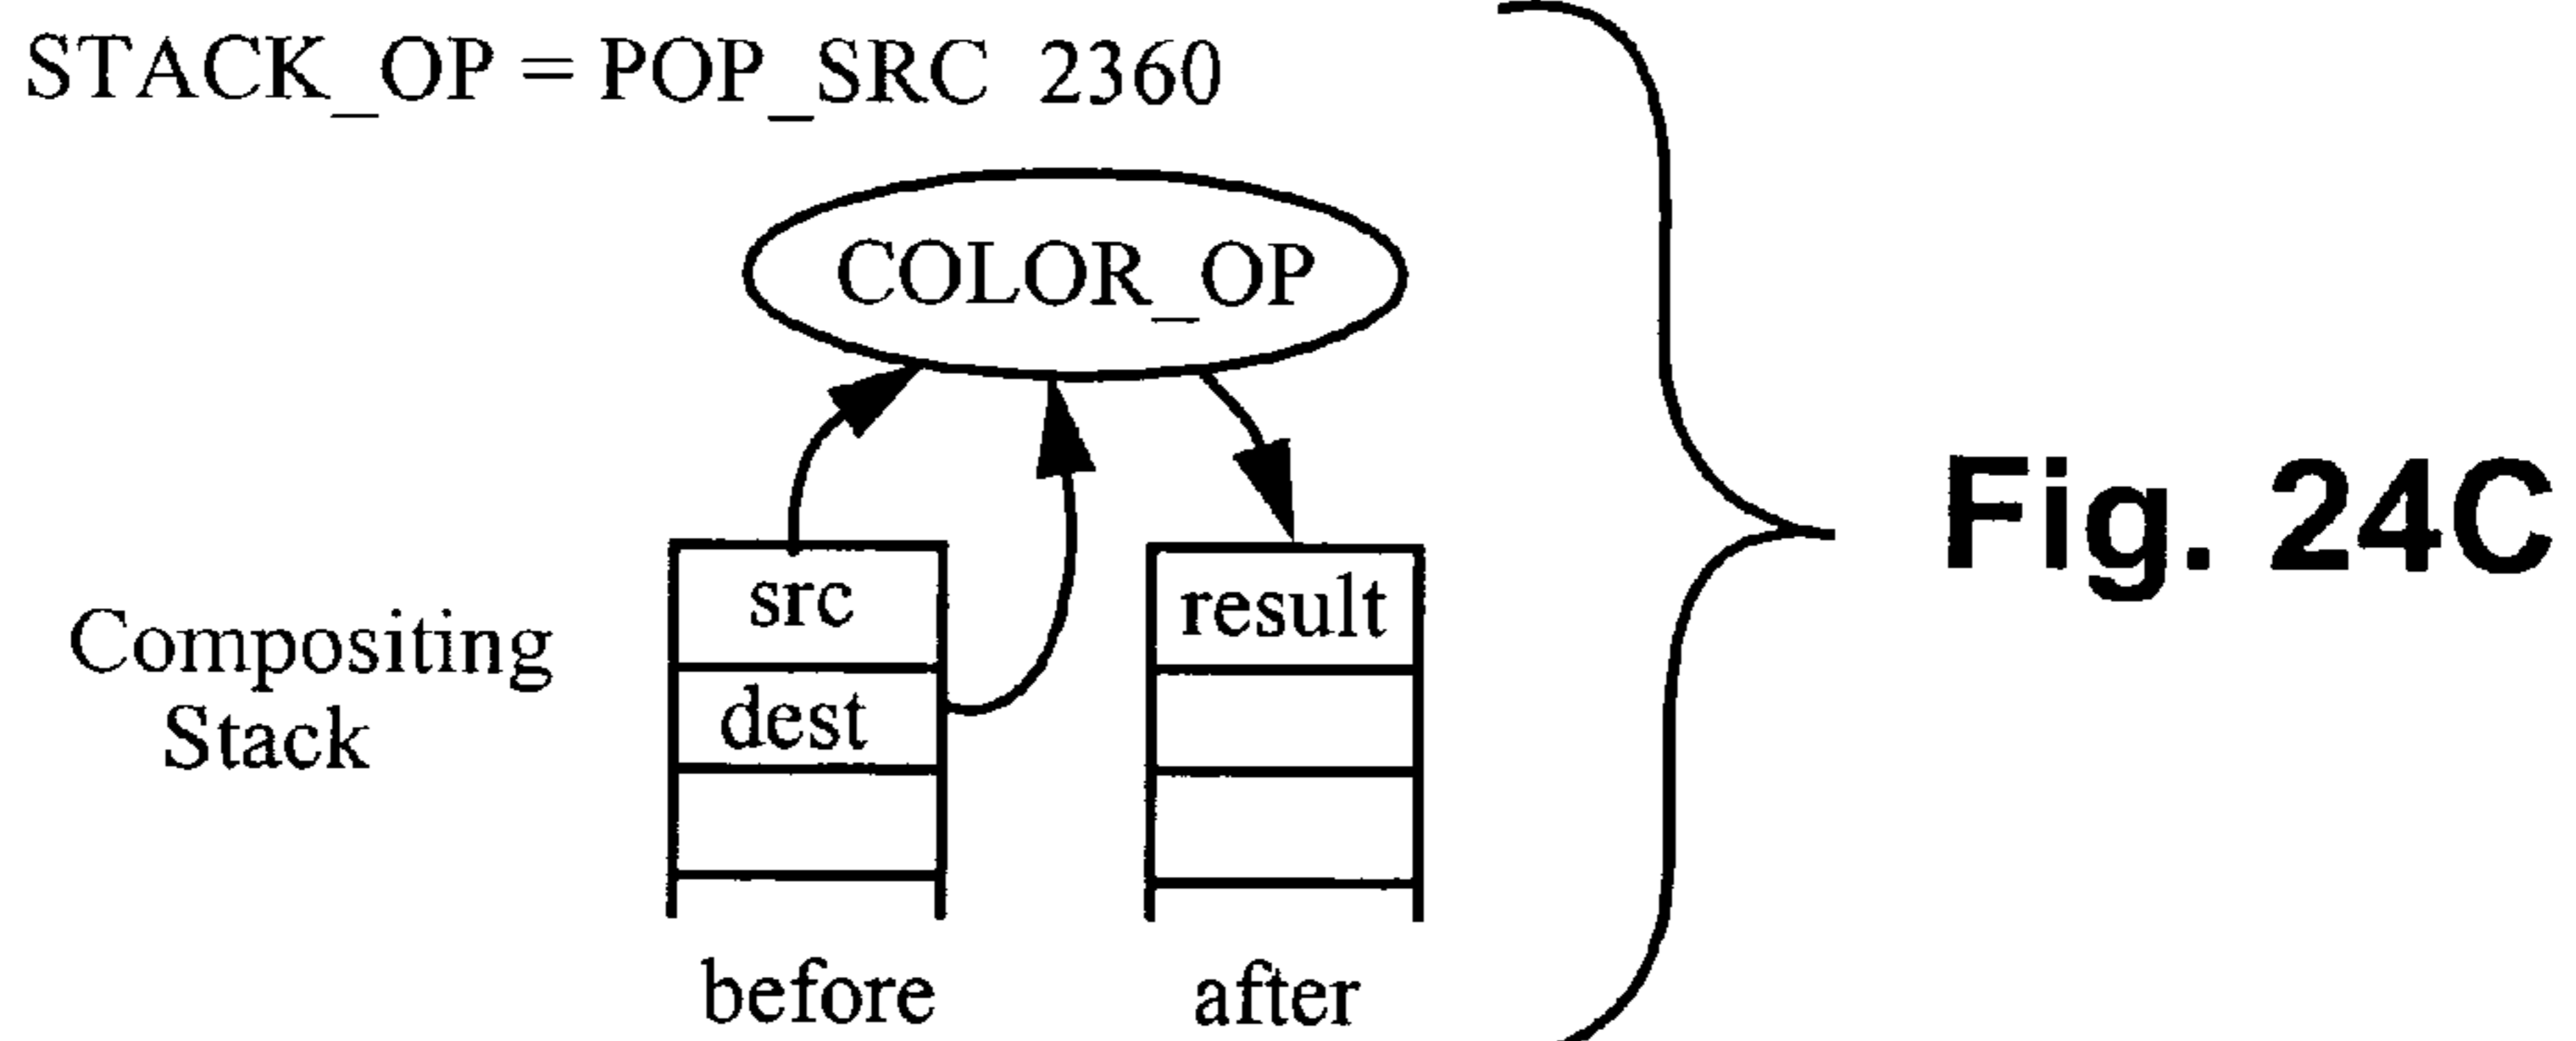 STACK_OP = POP_SRC 2360
COLOR_OP
Compositing
Stack
src
dest
result
before
after
Fig. 24C